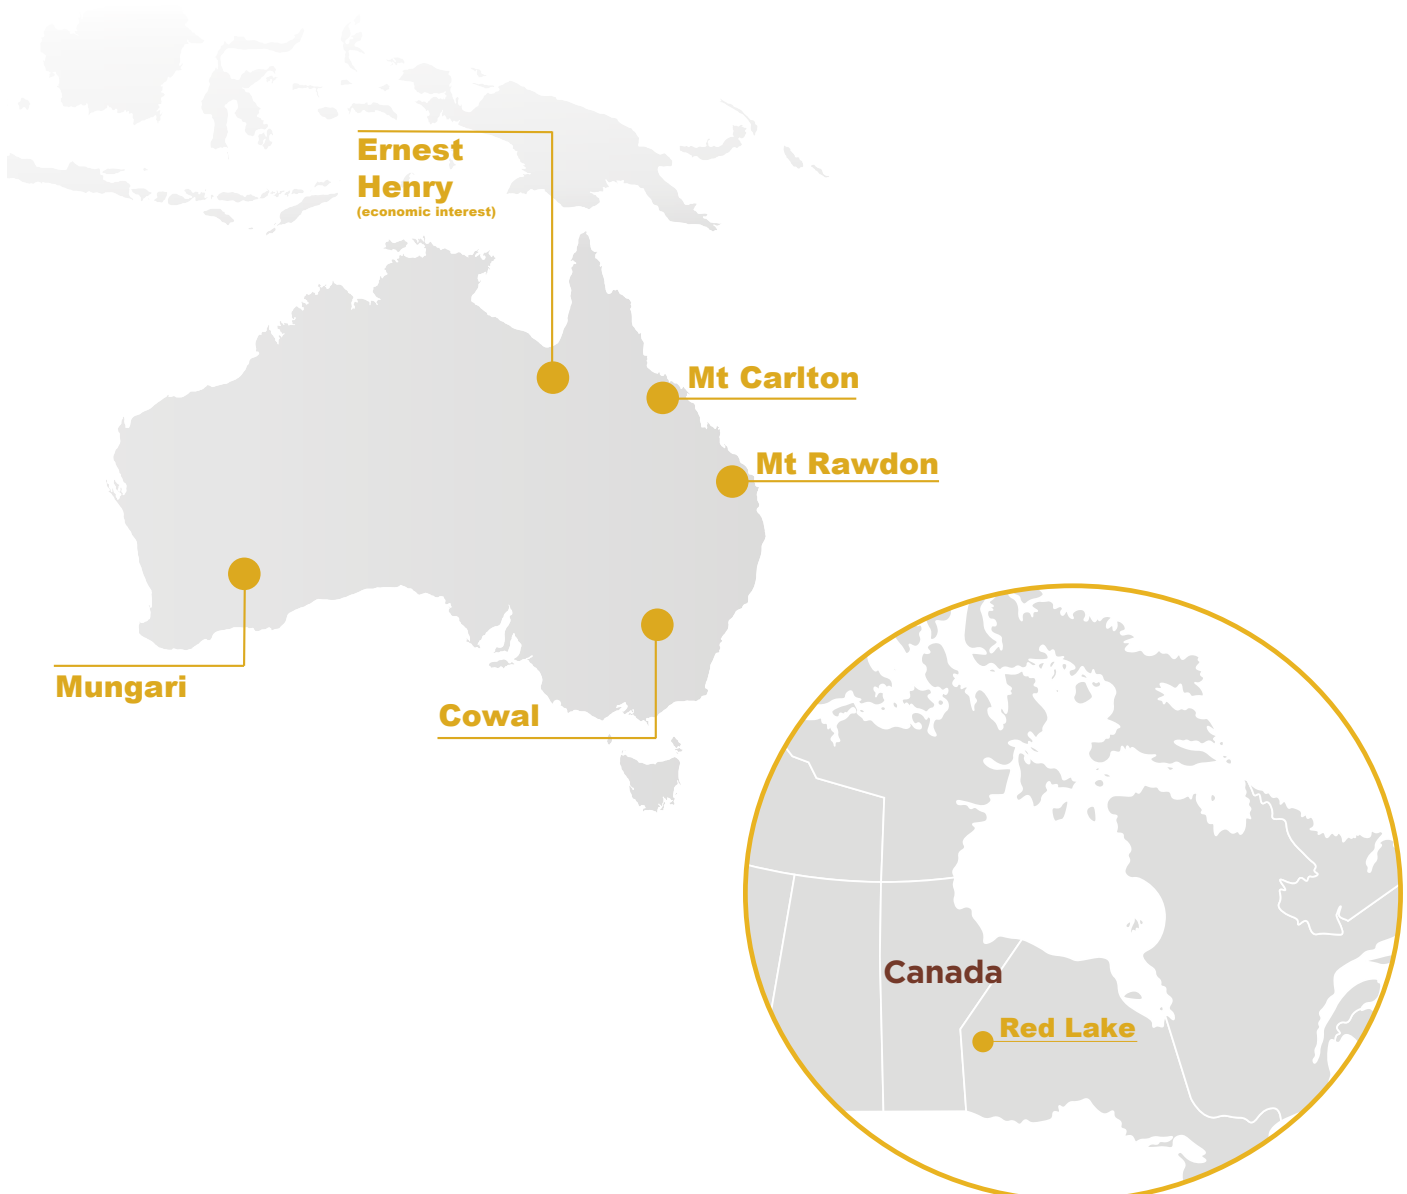 Ernest
Henry
(economic interest)
Mt Carlton
Mt Rawdon
Mungari
Cowal
Canada
Red Lake